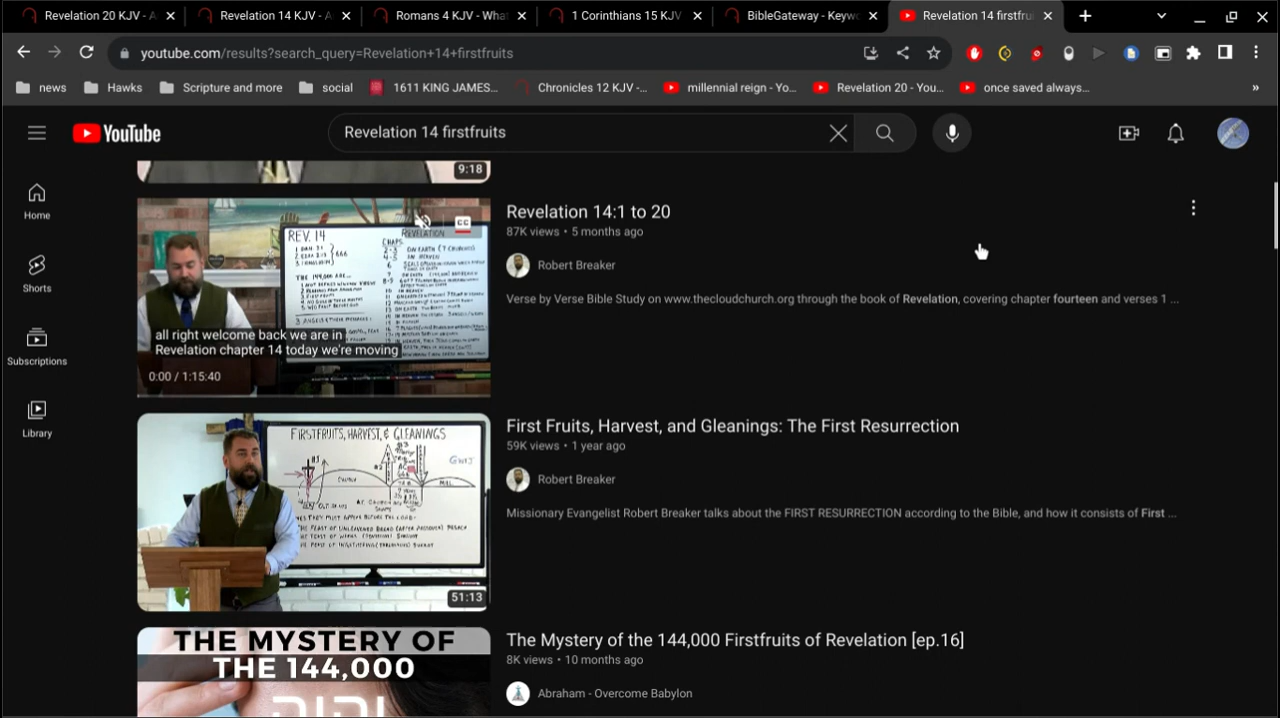 Revelation 20 KJV - A
Revelation 14 KJV - A
Romans 4 KJV - What
1 Corinthians 15 KJV
BibleGateway - Keyw
Revelation 14 firstfru
youtube.com/results?search_query=Revelation+14+firstfruits
news
Hawks
Scripture and more
social
1611 KING JAMES...
Chronicles 12 KJV -...
millennial reign - Yo...
Revelation 20 - You...
once saved always...
»
YouTube
Revelation 14 firstfruits
Home
Shorts
Subscriptions
Library
9:18
REV. 14
REVELATION
CHAPS
THE 144,000 ARE...
CC
all right welcome back we are in
Revelation chapter 14 today we're moving
0:00 / 1:15:40
Revelation 14:1 to 20
87K views • 5 months ago
Robert Breaker
Verse by Verse Bible Study on www.thecloudchurch.org through the book of Revelation, covering chapter fourteen and verses 1 ...
FIRSTFRUITS, HARVEST, & GLEANINGS
CHURCH
MILL
51:13
First Fruits, Harvest, and Gleanings: The First Resurrection
59K views • 1 year ago
Robert Breaker
Missionary Evangelist Robert Breaker talks about the FIRST RESURRECTION according to the Bible, and how it consists of First ...
THE MYSTERY OF
THE 144,000
The Mystery of the 144,000 Firstfruits of Revelation [ep.16]
8K views • 10 months ago
Abraham - Overcome Babylon